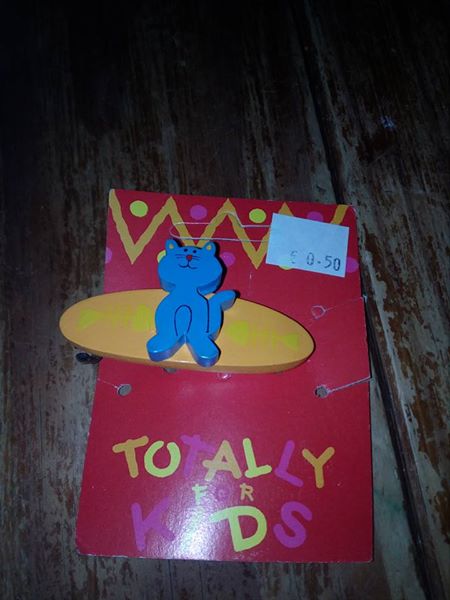 € 0-50
TOTALLY
FOR
KIDS